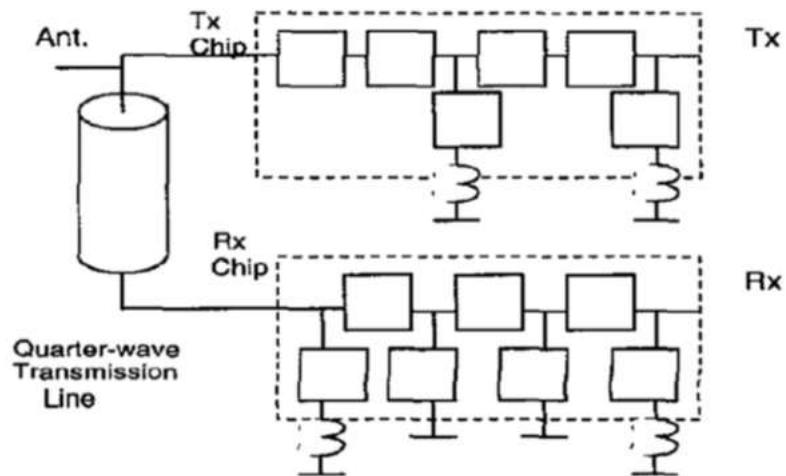 Ant.
Tx
Chip
Tx
Rx
Chip
Rx
Quarter-wave
Transmission
Line